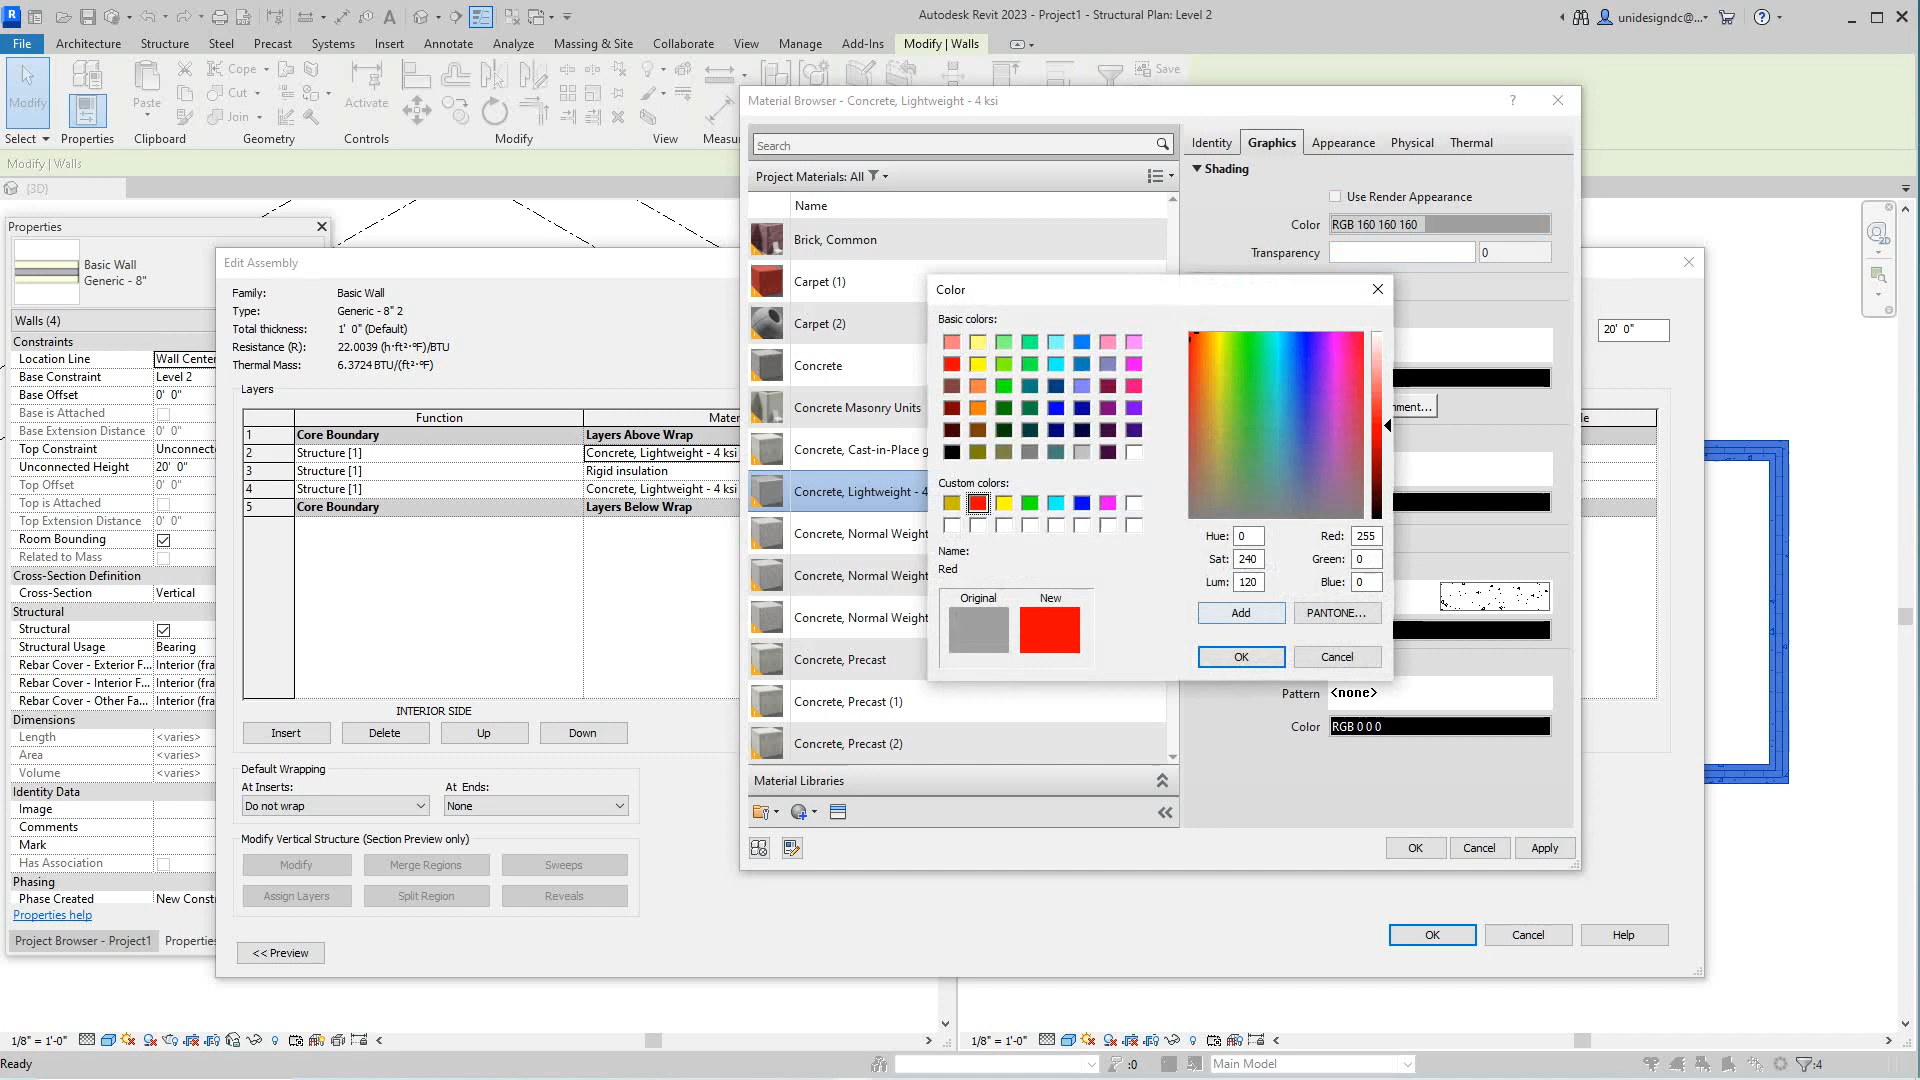 Autodesk Revit 2023 - Project1 - Structural Plan: Level 2
unidesigndc@...
File Architecture Structure Steel Precast Systems Insert Annotate Analyze Massing & Site Collaborate View Manage Add-Ins Modify | Walls
Modify Paste Cope Cut Join Activate Save
Select Properties Clipboard Geometry Controls Modify View Measu
Modify | Walls
{3D}
Properties
Basic Wall
Generic - 8"
Walls (4)
Constraints
Location Line Wall Center
Base Constraint Level 2
Base Offset 0' 0"
Base is Attached
Base Extension Distance 0' 0"
Top Constraint Unconnect
Unconnected Height 20' 0"
Top Offset 0' 0"
Top is Attached
Top Extension Distance 0' 0"
Room Bounding
Related to Mass
Cross-Section Definition
Cross-Section Vertical
Structural
Structural
Structural Usage Bearing
Rebar Cover - Exterior F... Interior (fra
Rebar Cover - Interior F... Interior (fra
Rebar Cover - Other Fa... Interior (fra
Dimensions
Length <varies>
Area <varies>
Volume <varies>
Identity Data
Image
Comments
Mark
Has Association
Phasing
Phase Created New Const
Properties help
Project Browser - Project1 Properties
Edit Assembly
Family: Basic Wall
Type: Generic - 8" 2
Total thickness: 1' 0" (Default)
Resistance (R): 22.0039 (h·ft²·°F)/BTU
Thermal Mass: 6.3724 BTU/(ft²·°F)
20' 0"
Layers
Function Mater
1 Core Boundary Layers Above Wrap
2 Structure [1] Concrete, Lightweight - 4 ksi
3 Structure [1] Rigid insulation
4 Structure [1] Concrete, Lightweight - 4 ksi
5 Core Boundary Layers Below Wrap
INTERIOR SIDE
Insert Delete Up Down
Default Wrapping
At Inserts: At Ends:
Do not wrap None
Modify Vertical Structure (Section Preview only)
Modify Merge Regions Sweeps
Assign Layers Split Region Reveals
<< Preview
OK Cancel Help
Material Browser - Concrete, Lightweight - 4 ksi
?
Search
Project Materials: All
Name
Brick, Common
Carpet (1)
Carpet (2)
Concrete
Concrete Masonry Units
Concrete, Cast-in-Place g
Concrete, Lightweight - 4
Concrete, Normal Weight
Concrete, Normal Weight
Concrete, Normal Weight
Concrete, Precast
Concrete, Precast (1)
Concrete, Precast (2)
Material Libraries
Identity Graphics Appearance Physical Thermal
Shading
Use Render Appearance
Color RGB 160 160 160
Transparency 0
nment...
Pattern <none>
Color RGB 0 0 0
OK Cancel Apply
Color
Basic colors:
Custom colors:
Name:
Red
Original New
Hue: 0 Red: 255
Sat: 240 Green: 0
Lum: 120 Blue: 0
Add PANTONE...
OK Cancel
1/8" = 1'-0"
1/8" = 1'-0"
Ready
:0
Main Model
:4